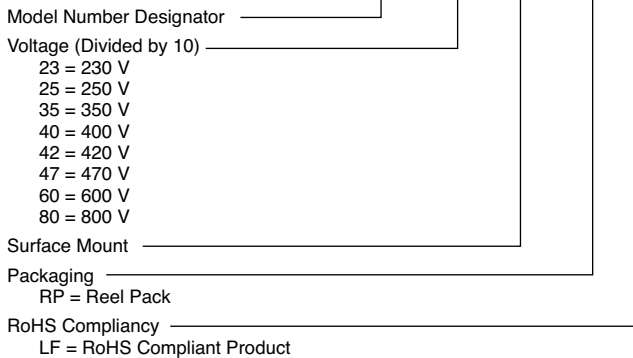 Model Number Designator
Voltage (Divided by 10)
23 = 230 V
25 = 250 V
35 = 350 V
40 = 400 V
42 = 420 V
47 = 470 V
60 = 600 V
80 = 800 V
Surface Mount
Packaging
RP = Reel Pack
RoHS Compliancy
LF = RoHS Compliant Product